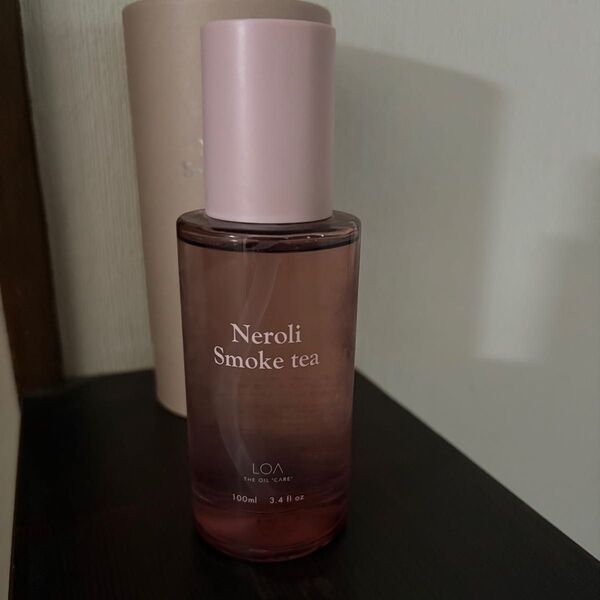 Neroli
Smoke tea
LOA
THE OIL "CARE"
100ml 3.4 fl oz